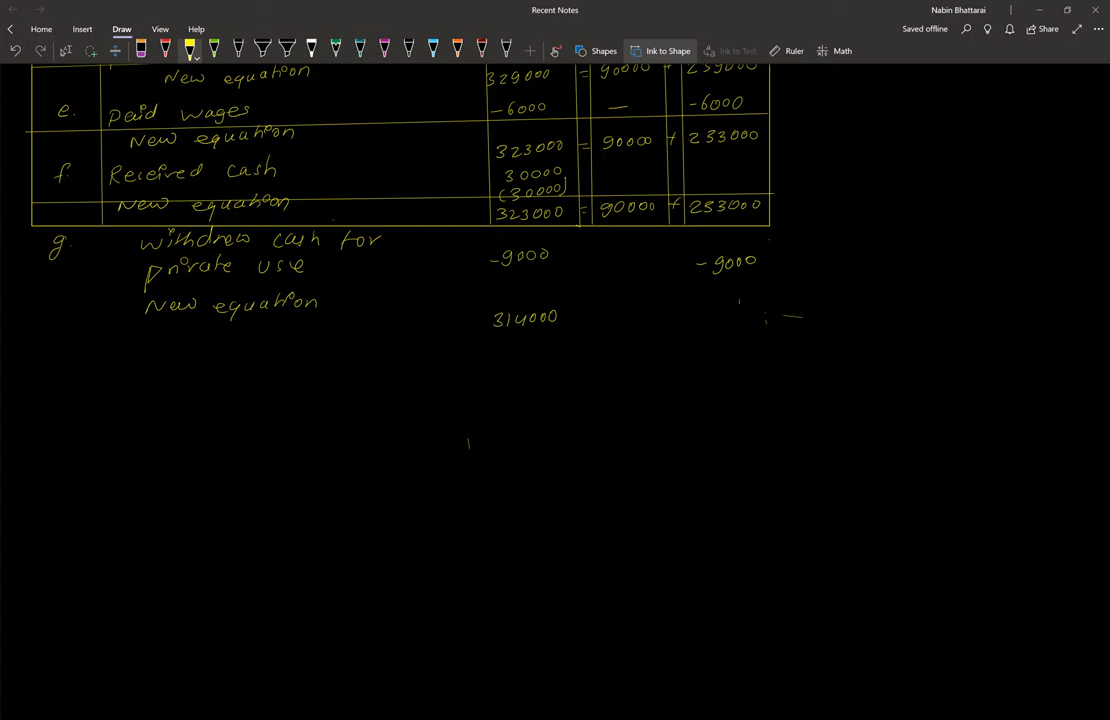 Recent Notes
Nabin Bhattarai
Home Insert Draw View Help
Saved offline Share
Shapes Ink to Shape Ink to Text Ruler Math
New equation 329000 = 90000 + 239000
e. Paid wages -6000 — -6000
New equation 323000 = 90000 + 233000
f. Received cash 30000
(30000)
New equation 323000 = 90000 + 233000
g. Withdrew cash for
private use -9000 -9000
New equation 314000